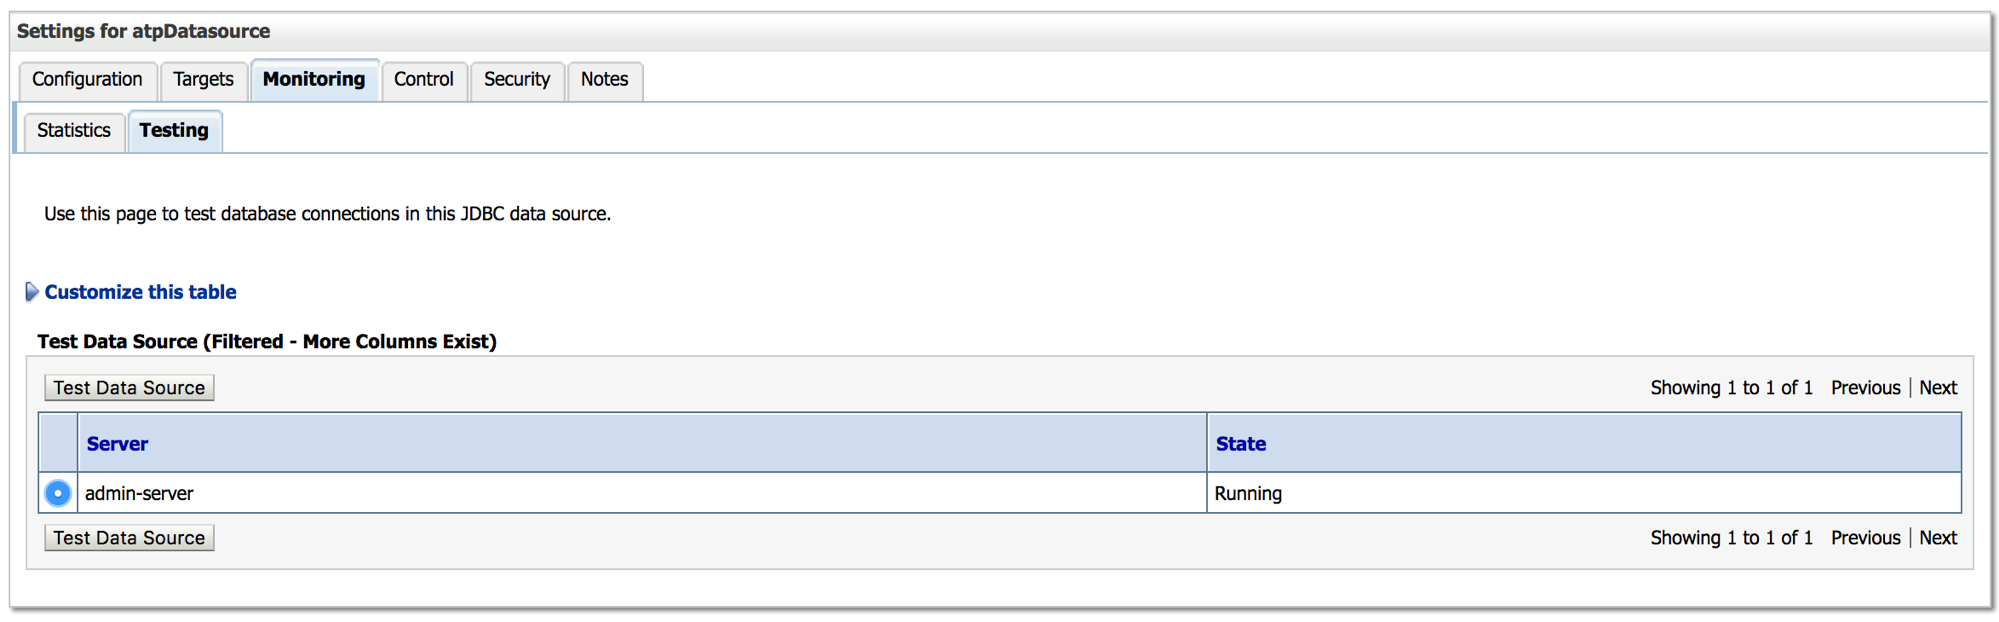 Settings for atpDatasource
Configuration Targets Monitoring Control Security Notes
Statistics Testing
Use this page to test database connections in this JDBC data source.
Customize this table
Test Data Source (Filtered - More Columns Exist)
Test Data Source Showing 1 to 1 of 1 Previous | Next
Server State
admin-server Running
Test Data Source Showing 1 to 1 of 1 Previous | Next